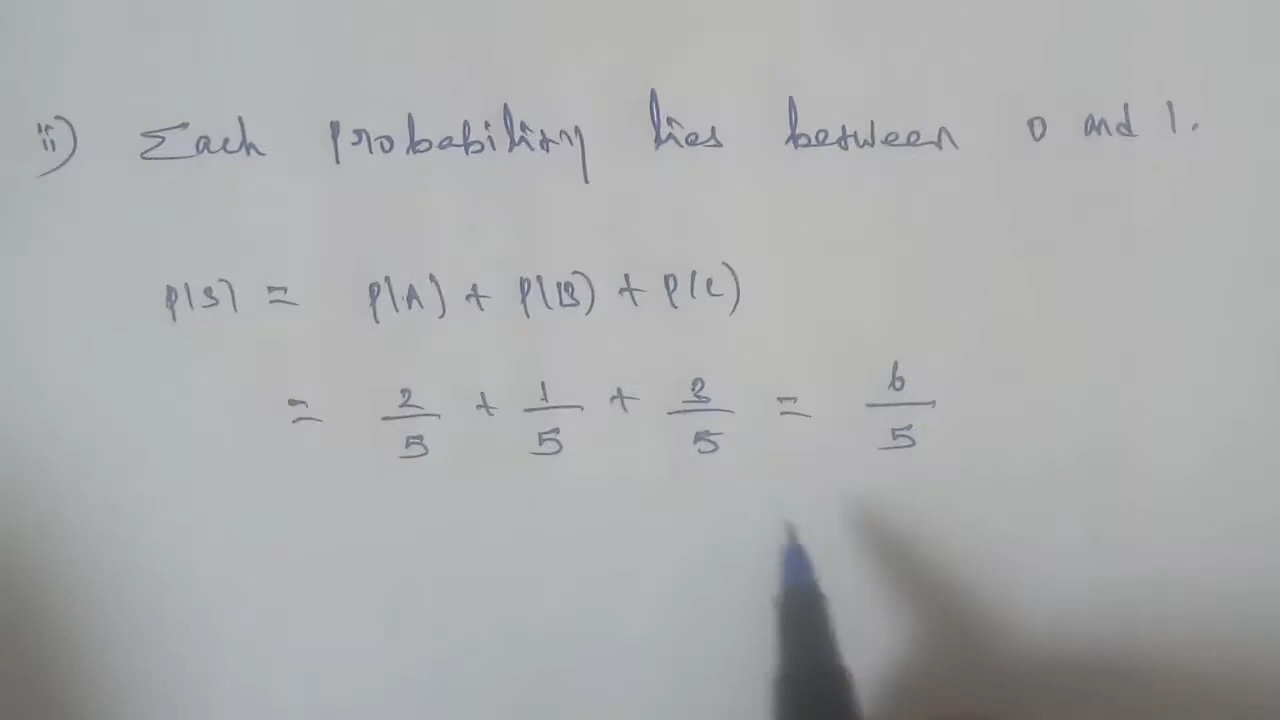 ii) Each probability lies between 0 and 1.
P(S) = P(A) + P(B) + P(C)
= 2/5 + 1/5 + 3/5 = 6/5